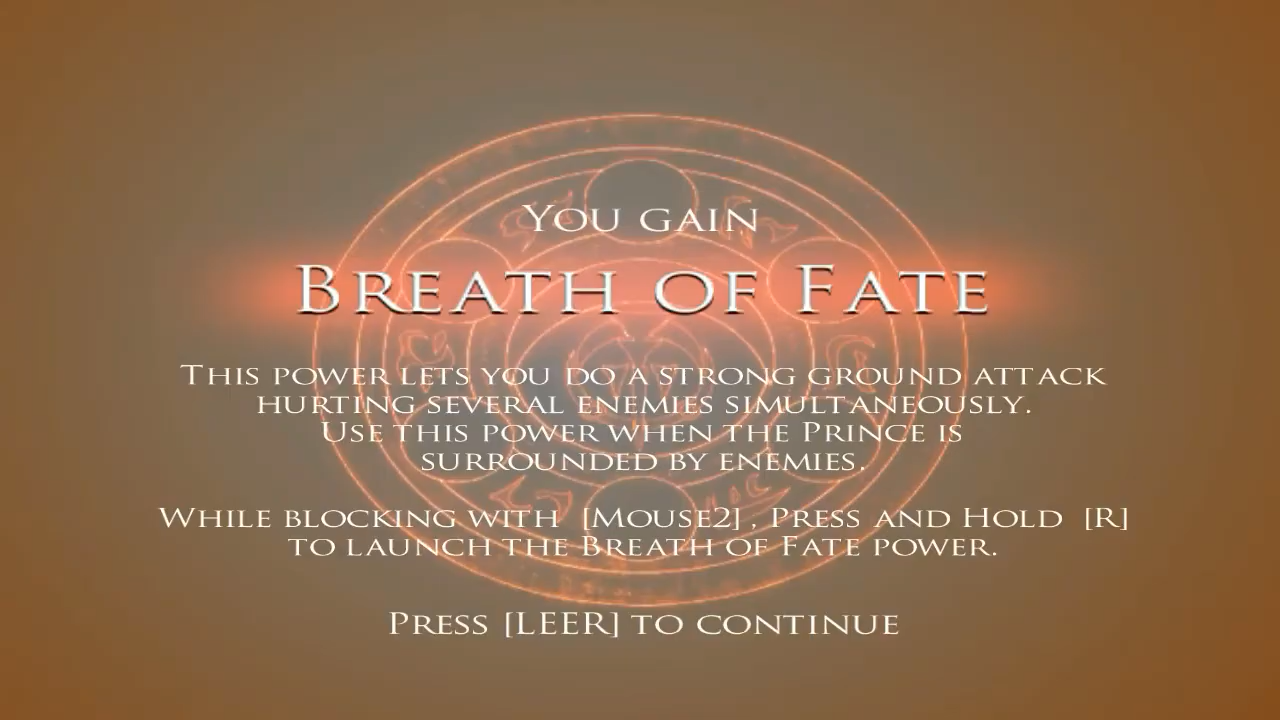 You gain
Breath of Fate
This power lets you do a strong ground attack
hurting several enemies simultaneously.
Use this power when the Prince is
surrounded by enemies.
While blocking with [Mouse2] , Press and Hold [R]
to launch the Breath of Fate power.
Press [LEER] to continue